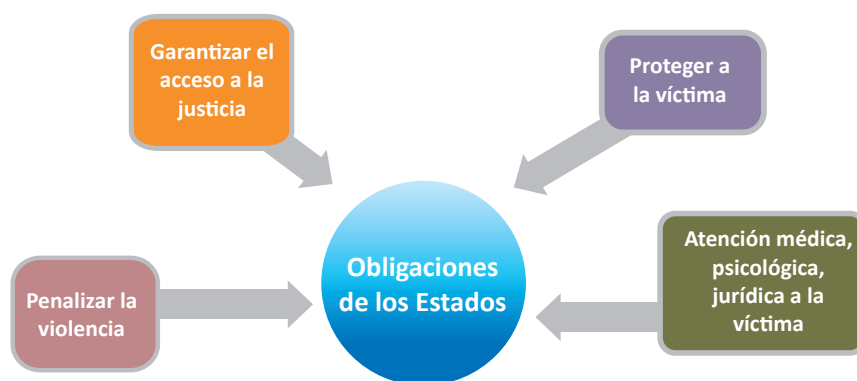 Garantizar el
acceso a la
justicia
Proteger a
la víctima
Penalizar la
violencia
Obligaciones
de los Estados
Atención médica,
psicológica,
jurídica a la
víctima